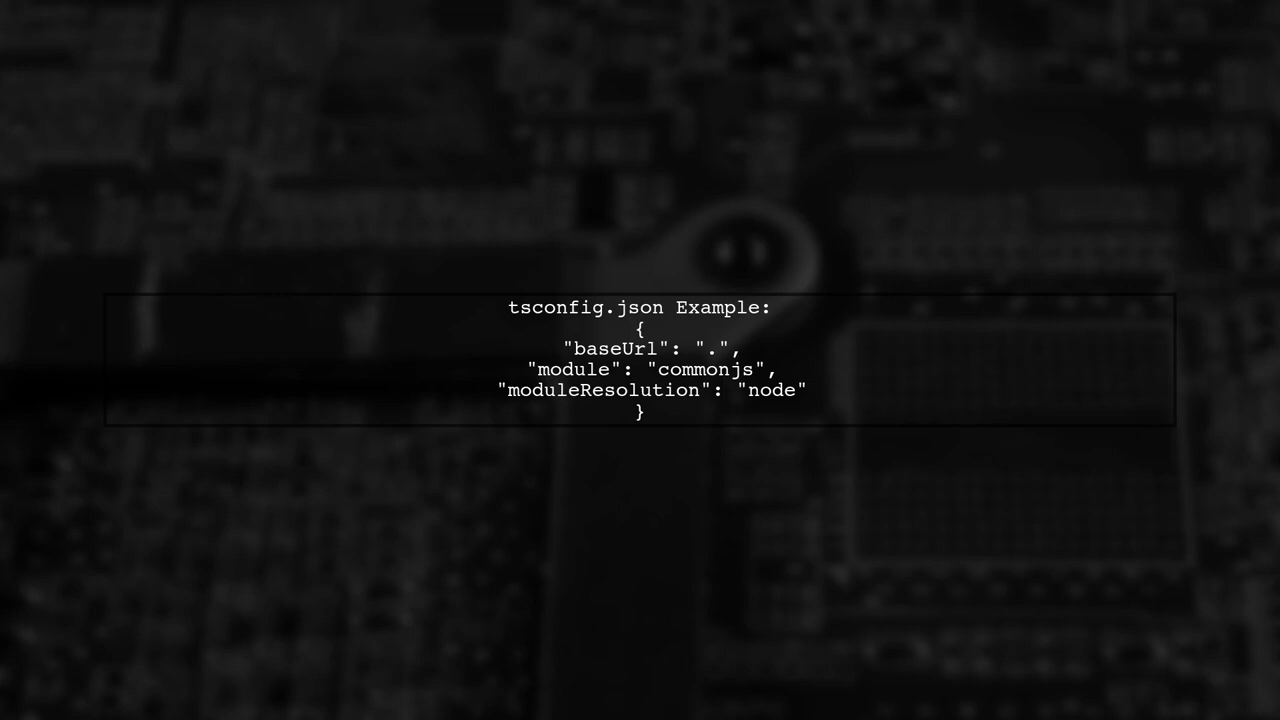 tsconfig.json Example:
{
"baseUrl": ".",
"module": "commonjs",
"moduleResolution": "node"
}